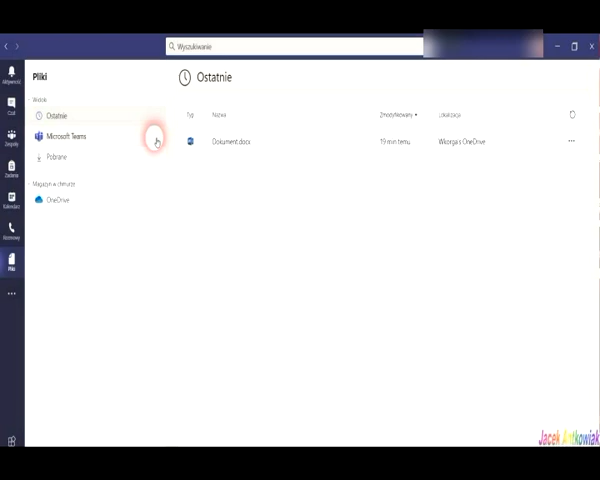 Wyszukiwanie
Aktywność
Czat
Zespoły
Zadania
Kalendarz
Rozmowy
Pliki
Pliki
Widoki
Ostatnie
Microsoft Teams
Pobrane
Magazyn w chmurze
OneDrive
Ostatnie
Typ Nazwa Zmodyfikowany Lokalizacja
Dokument.docx 19 min temu Wkorga's OneDrive
Jacek Antkowiak